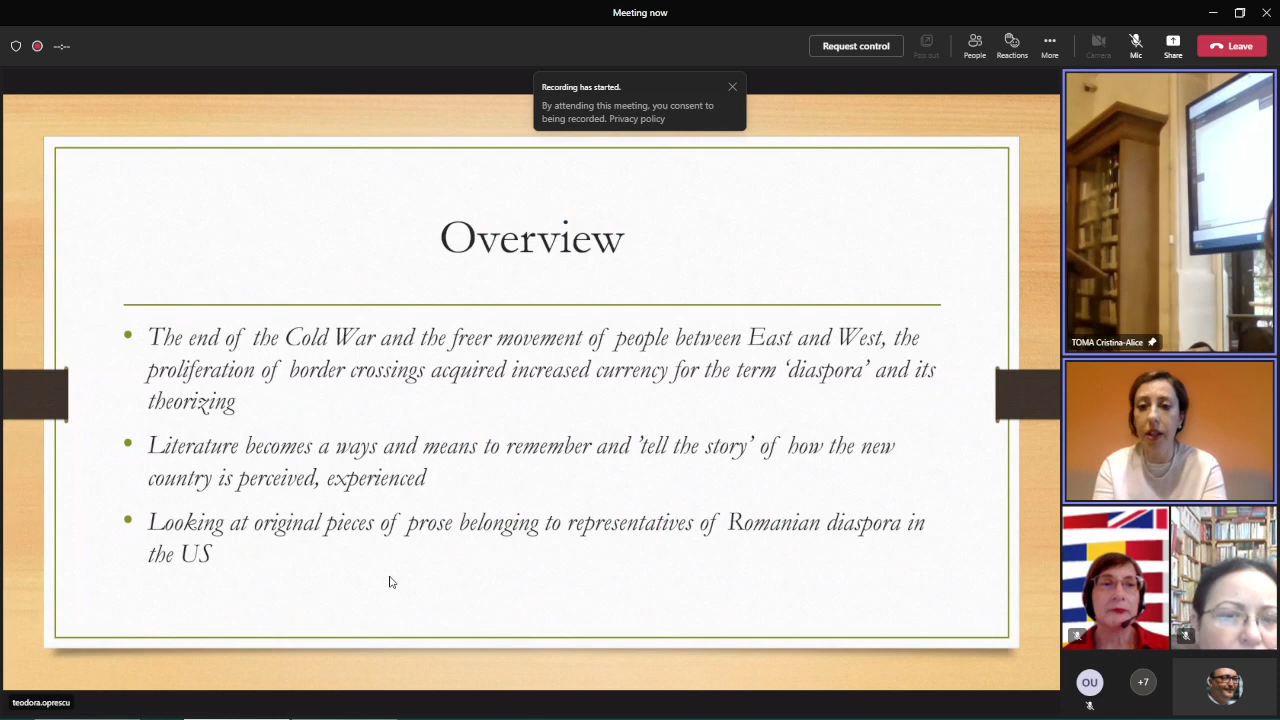 Meeting now
Request control
Pop out
People
Reactions
More
Camera
Mic
Share
Leave
Recording has started.
By attending this meeting, you consent to
being recorded. Privacy policy
Overview
• The end of the Cold War and the freer movement of people between East and West, the
proliferation of border crossings acquired increased currency for the term ‘diaspora’ and its
theorizing
• Literature becomes a ways and means to remember and ’tell the story’ of how the new
country is perceived, experienced
• Looking at original pieces of prose belonging to representatives of Romanian diaspora in
the US
TOMA Cristina-Alice
OU
+7
teodora.oprescu